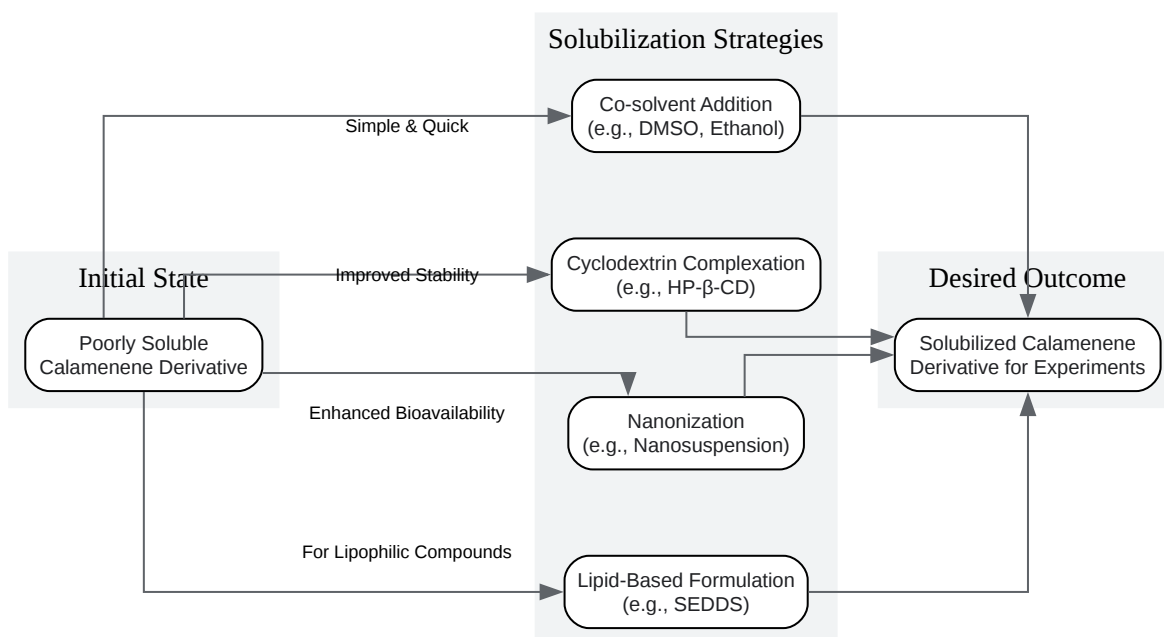 Solubilization Strategies
Co-solvent Addition
(e.g., DMSO, Ethanol)
Simple & Quick
Cyclodextrin Complexation
(e.g., HP-β-CD)
Improved Stability
Initial State
Desired Outcome
Poorly Soluble
Calamenene Derivative
Solubilized Calamenene
Derivative for Experiments
Enhanced Bioavailability
Nanonization
(e.g., Nanosuspension)
For Lipophilic Compounds
Lipid-Based Formulation
(e.g., SEDDS)